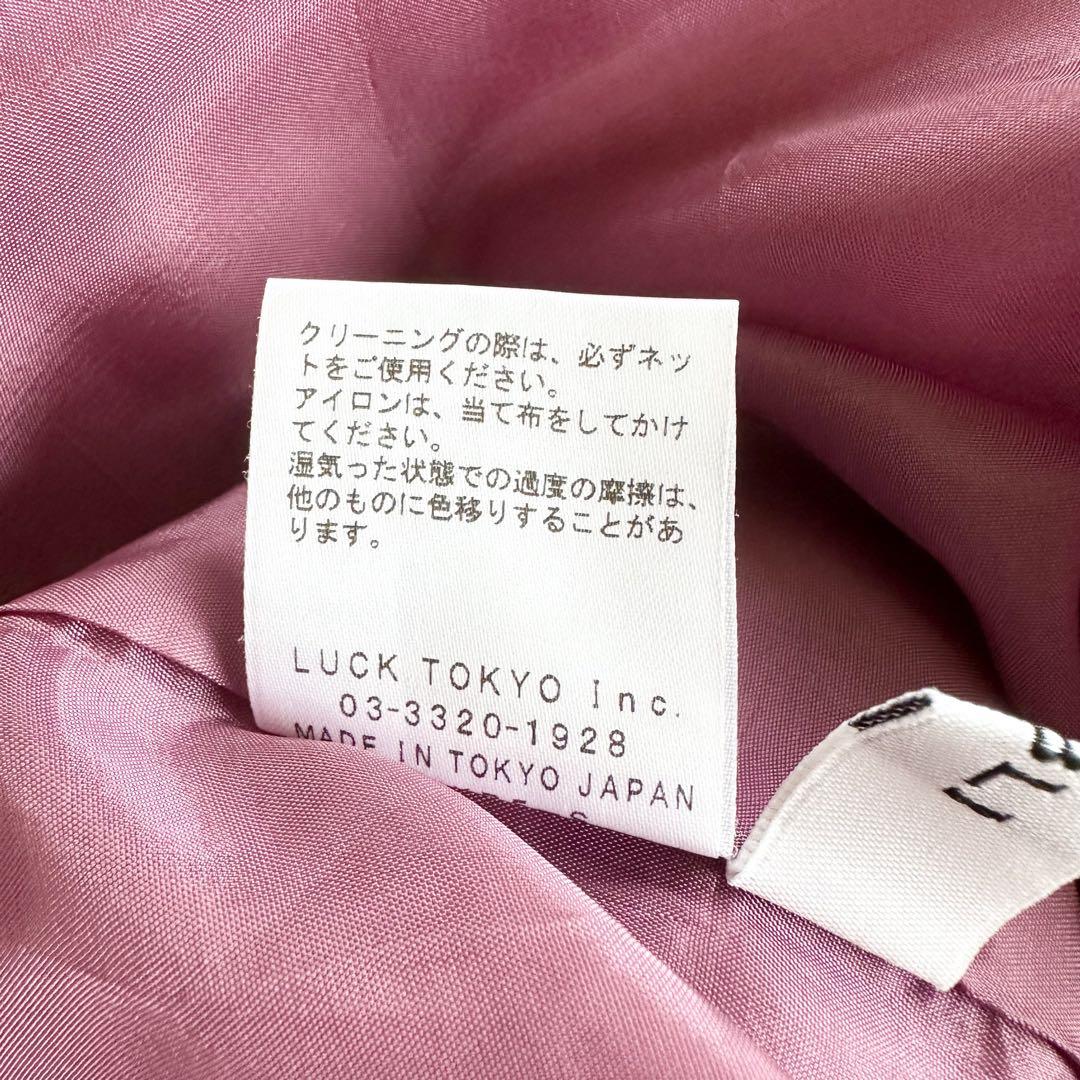 クリーニングの際は、必ずネッ
トをご使用ください。
アイロンは、当て布をしてかけ
てください。
湿気った状態での過度の摩擦は、
他のものに色移りすることがあ
ります。
LUCK TOKYO Inc.
03-3320-1928
MADE IN TOKYO JAPAN